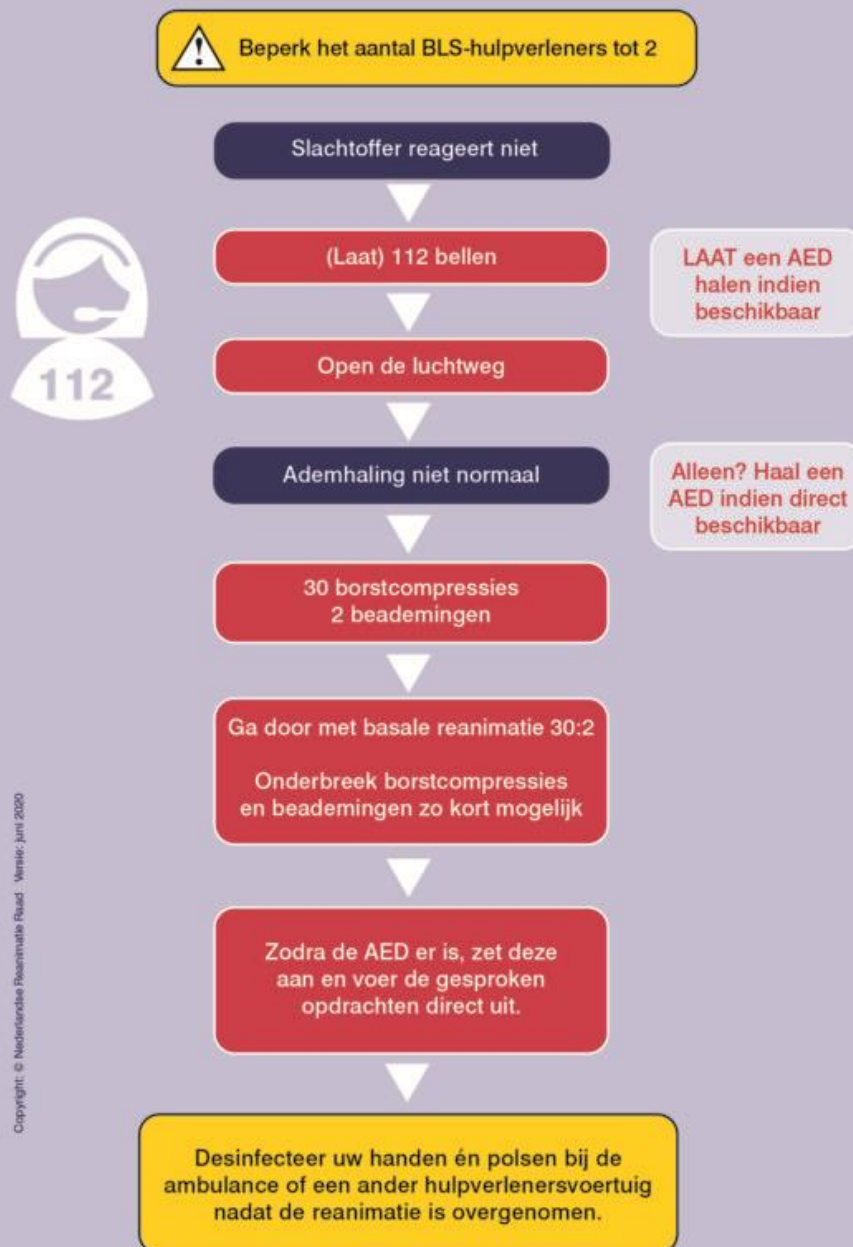 Beperk het aantal BLS-hulpverleners tot 2
Slachtoffer reageert niet
(Laat) 112 bellen
LAAT een AED
halen indien
beschikbaar
112
Open de luchtweg
Ademhaling niet normaal
Alleen? Haal een
AED indien direct
beschikbaar
30 borstcompressies
2 beademingen
Ga door met basale reanimatie 30:2
Onderbreek borstcompressies
en beademingen zo kort mogelijk
Zodra de AED er is, zet deze
aan en voer de gesproken
opdrachten direct uit.
Desinfecteer uw handen én polsen bij de
ambulance of een ander hulpverlenersvoertuig
nadat de reanimatie is overgenomen.
Copyright: © Nederlandse Reanimatie Raad Versie: juni 2020